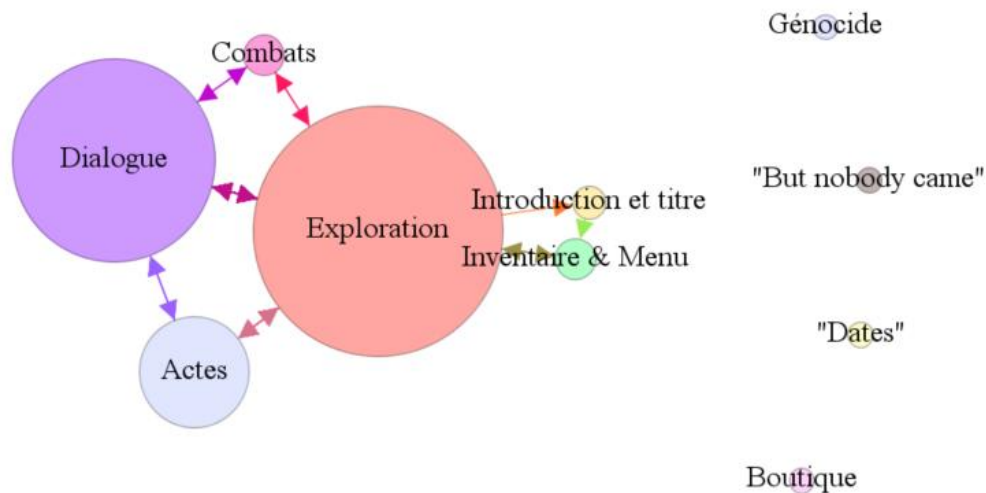 Génocide
Combats
Dialogue
"But nobody came"
Introduction et titre
Exploration
Inventaire & Menu
"Dates"
Actes
Boutique